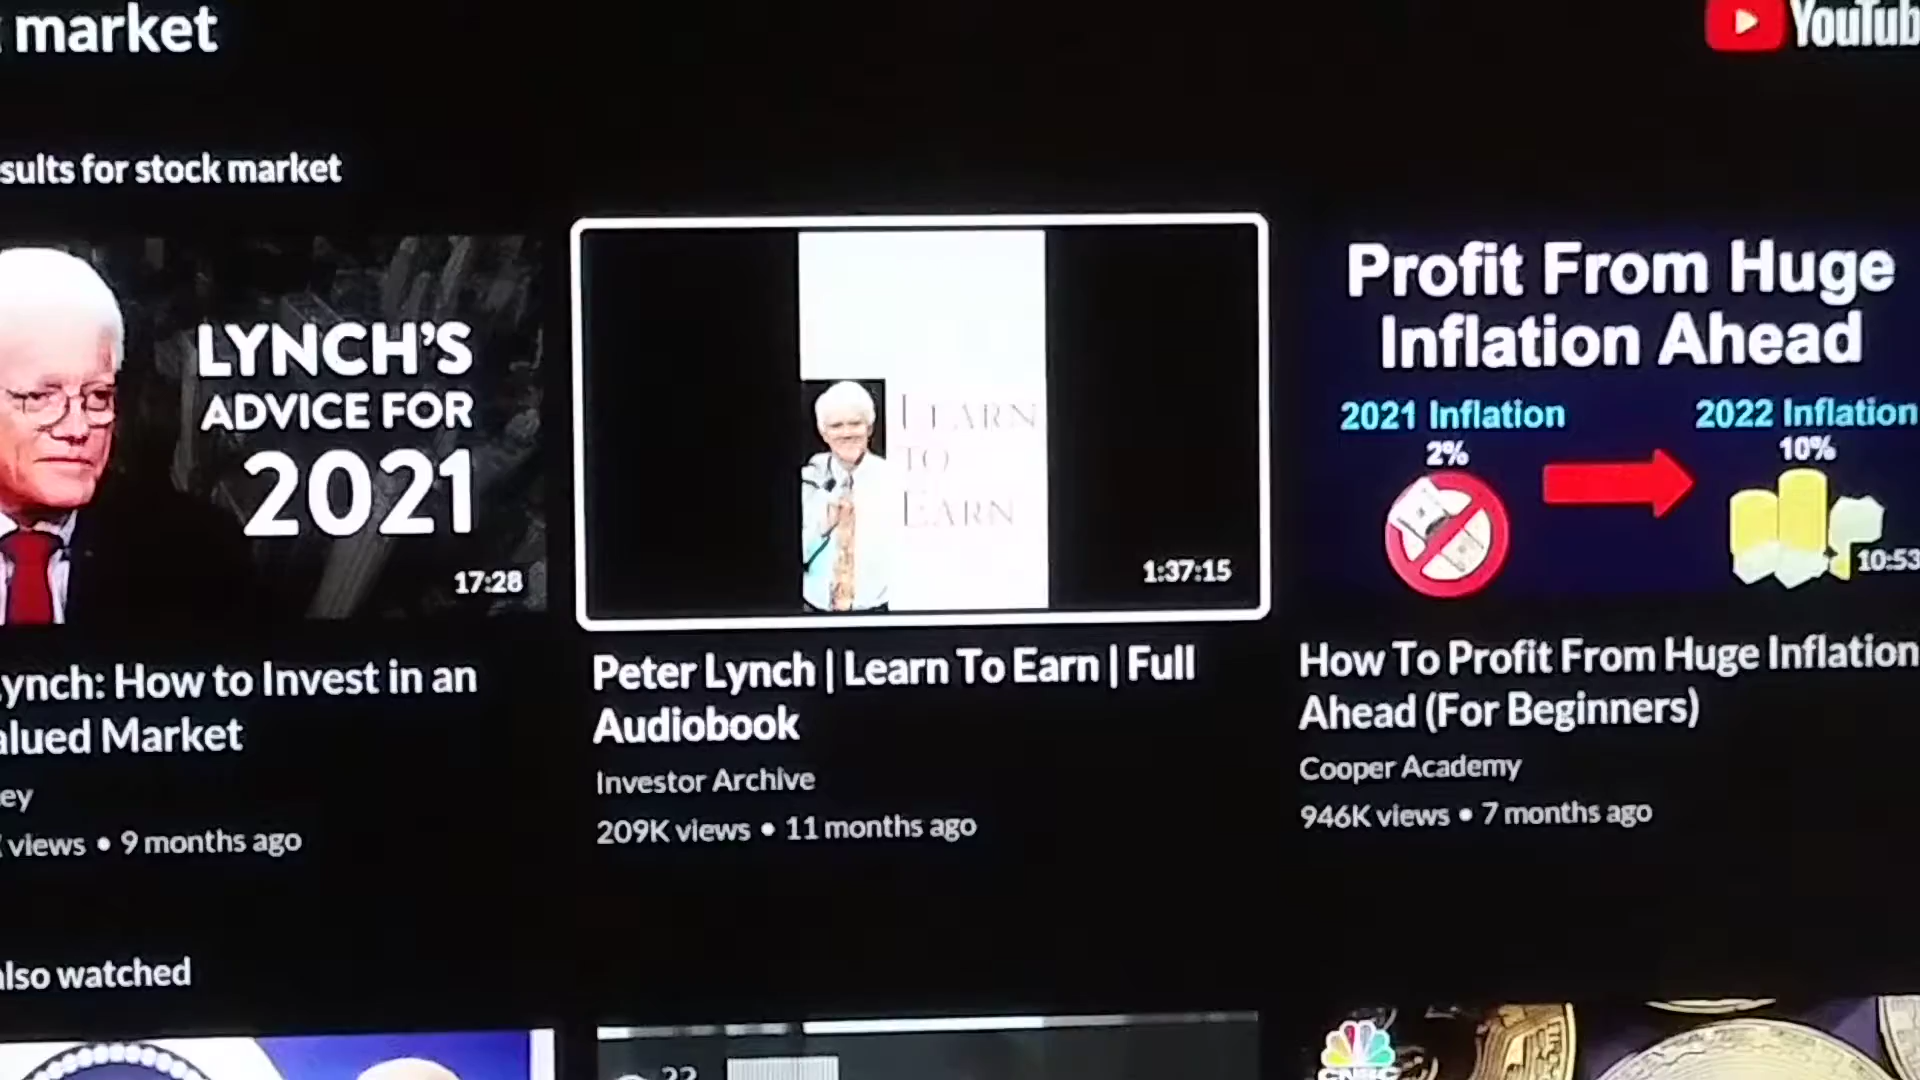 market
YouTub
sults for stock market
LYNCH'S
ADVICE FOR
2021
17:28
LEARN
TO
EARN
1:37:15
Profit From Huge
Inflation Ahead
2021 Inflation
2%
2022 Inflation
10%
10:53
ynch: How to Invest in an
alued Market
ey
views • 9 months ago
Peter Lynch | Learn To Earn | Full
Audiobook
Investor Archive
209K views • 11 months ago
How To Profit From Huge Inflation
Ahead (For Beginners)
Cooper Academy
946K views • 7 months ago
also watched
22
CNBC